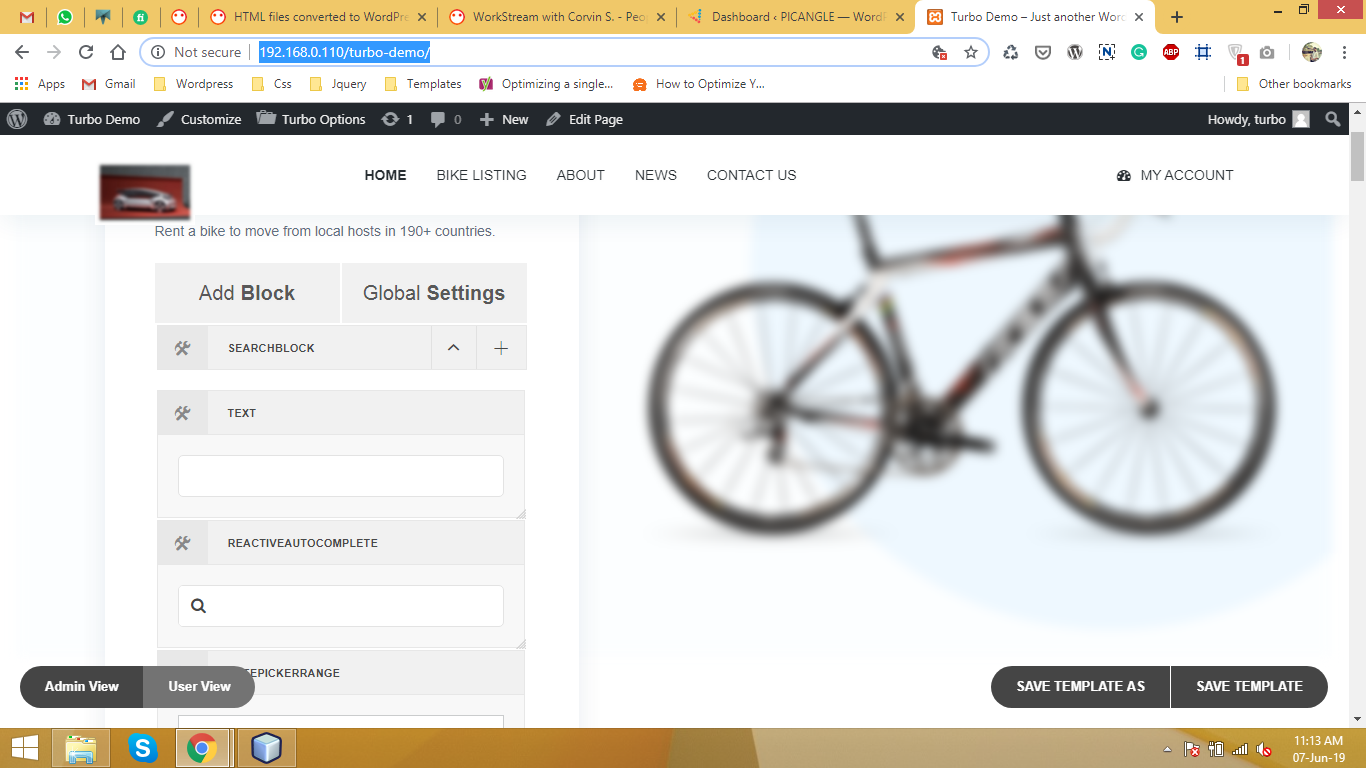 HTML files converted to WordPre
WorkStream with Corvin S. - Peop
Dashboard ‹ PICANGLE — WordP
Turbo Demo – Just another Word
Not secure
192.168.0.110/turbo-demo/
ABP
1
Apps
Gmail
Wordpress
Css
Jquery
Templates
Optimizing a single...
How to Optimize Y...
Other bookmarks
Turbo Demo
Customize
Turbo Options
1
0
New
Edit Page
Howdy, turbo
HOME
BIKE LISTING
ABOUT
NEWS
CONTACT US
MY ACCOUNT
Rent a bike to move from local hosts in 190+ countries.
Add Block
Global Settings
SEARCHBLOCK
TEXT
REACTIVEAUTOCOMPLETE
EPICKERRANGE
Admin View
User View
SAVE TEMPLATE AS
SAVE TEMPLATE
11:13 AM
07-Jun-19